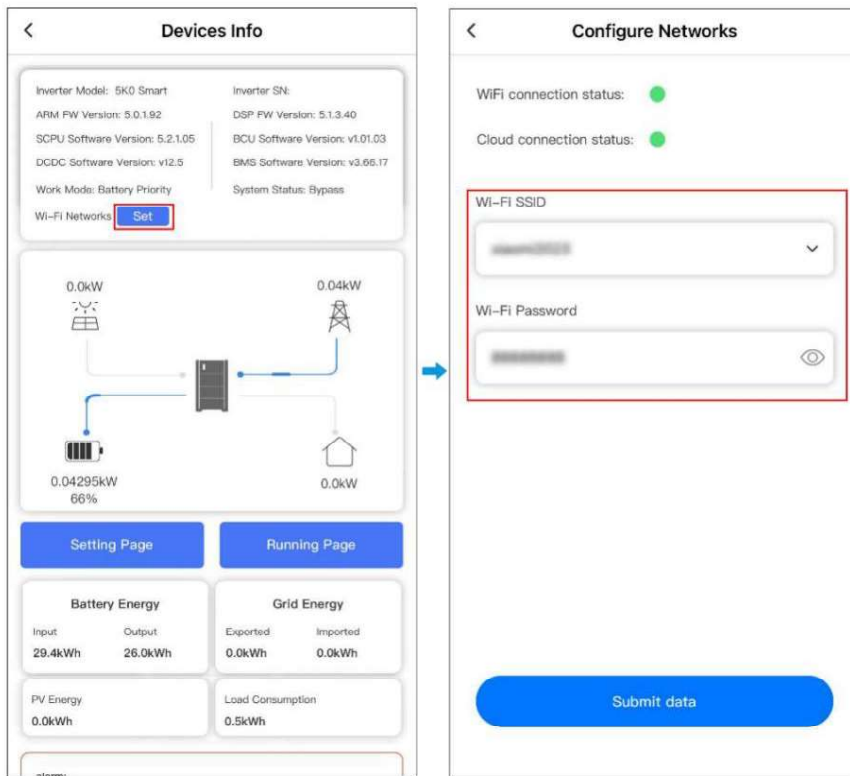 Devices Info
Inverter Model: 5K0 Smart
Inverter SN:
ARM FW Version: 5.0.1.92
DSP FW Version: 5.1.3.40
SCPU Software Version: 5.2.1.05
BCU Software Version: v1.01.03
DCDC Software Version: v12.5
BMS Software Version: v3.66.17
Work Mode: Battery Priority
System Status: Bypass
Wi-Fi Networks
Set
0.0kW
0.04kW
0.04295kW
66%
0.0kW
Setting Page
Running Page
Battery Energy
Input
Output
29.4kWh
26.0kWh
Grid Energy
Exported
Imported
0.0kWh
0.0kWh
PV Energy
0.0kWh
Load Consumption
0.5kWh
Configure Networks
WiFi connection status:
Cloud connection status:
Wi-Fi SSID
Wi-Fi Password
Submit data